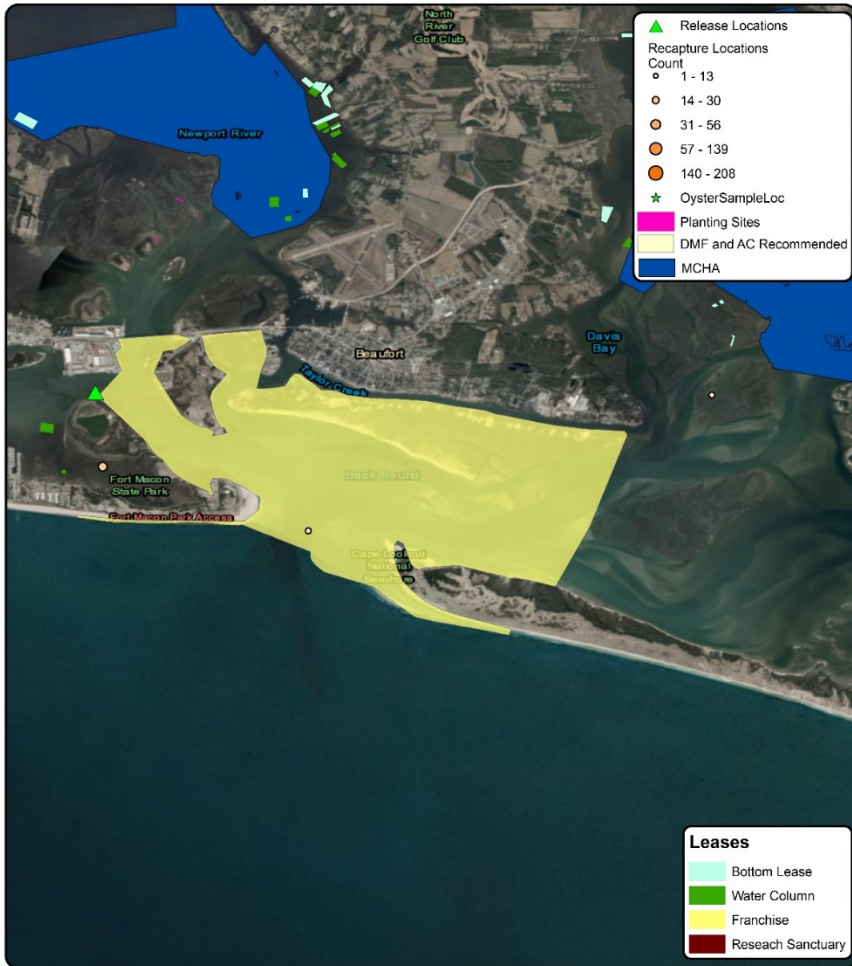 North
River
Golf Club
Newport River
Release Locations
Recapture Locations
Count
1 - 13
14 - 30
31 - 56
57 - 139
140 - 208
OysterSampleLoc
Planting Sites
DMF and AC Recommended
MCHA
Beaufort
Davis
Bay
Taylor Creek
Back Sound
Fort Macon
State Park
Fort Macon Park Access
Cape Lookout
National
Seashore
Leases
Bottom Lease
Water Column
Franchise
Reseach Sanctuary